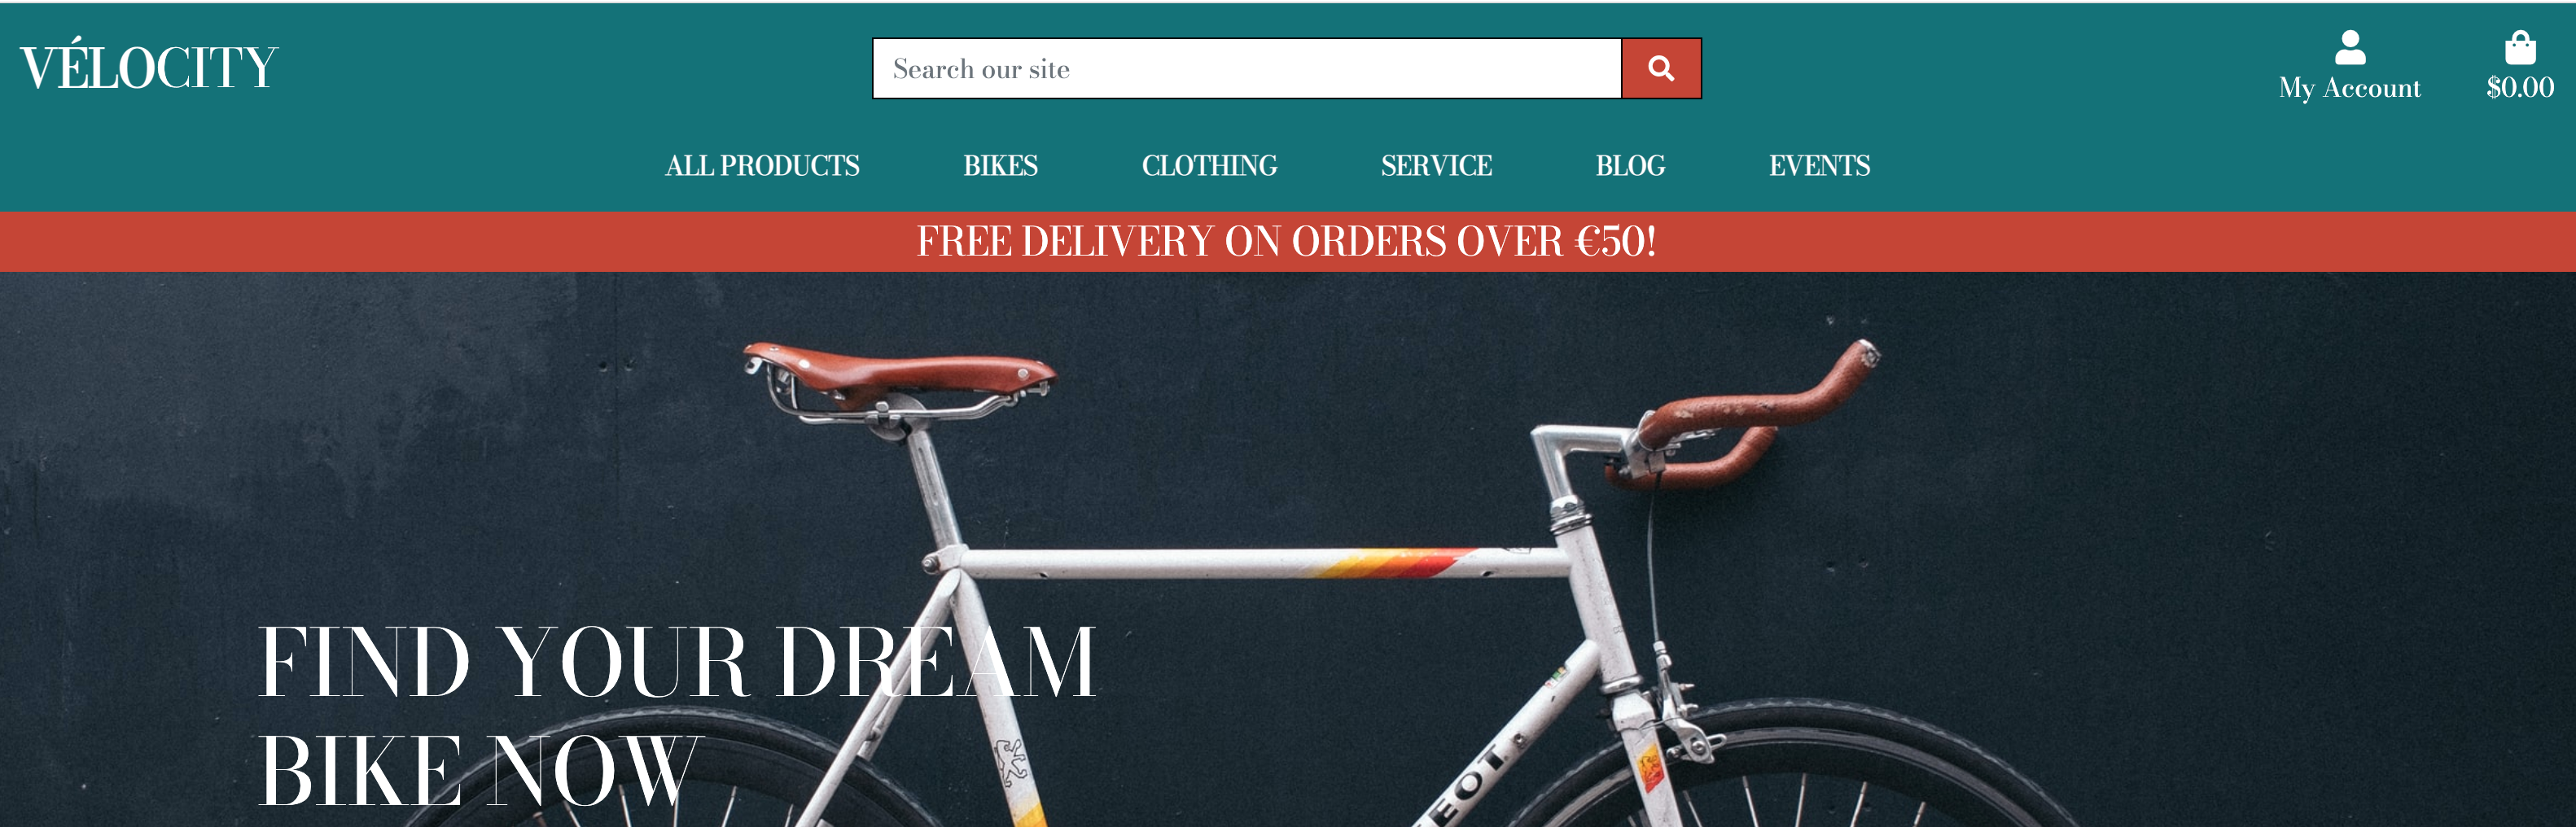 VÉLOCITY
Search our site
My Account
$0.00
ALL PRODUCTS BIKES CLOTHING SERVICE BLOG EVENTS
FREE DELIVERY ON ORDERS OVER €50!
FIND YOUR DREAM
BIKE NOW
EOT